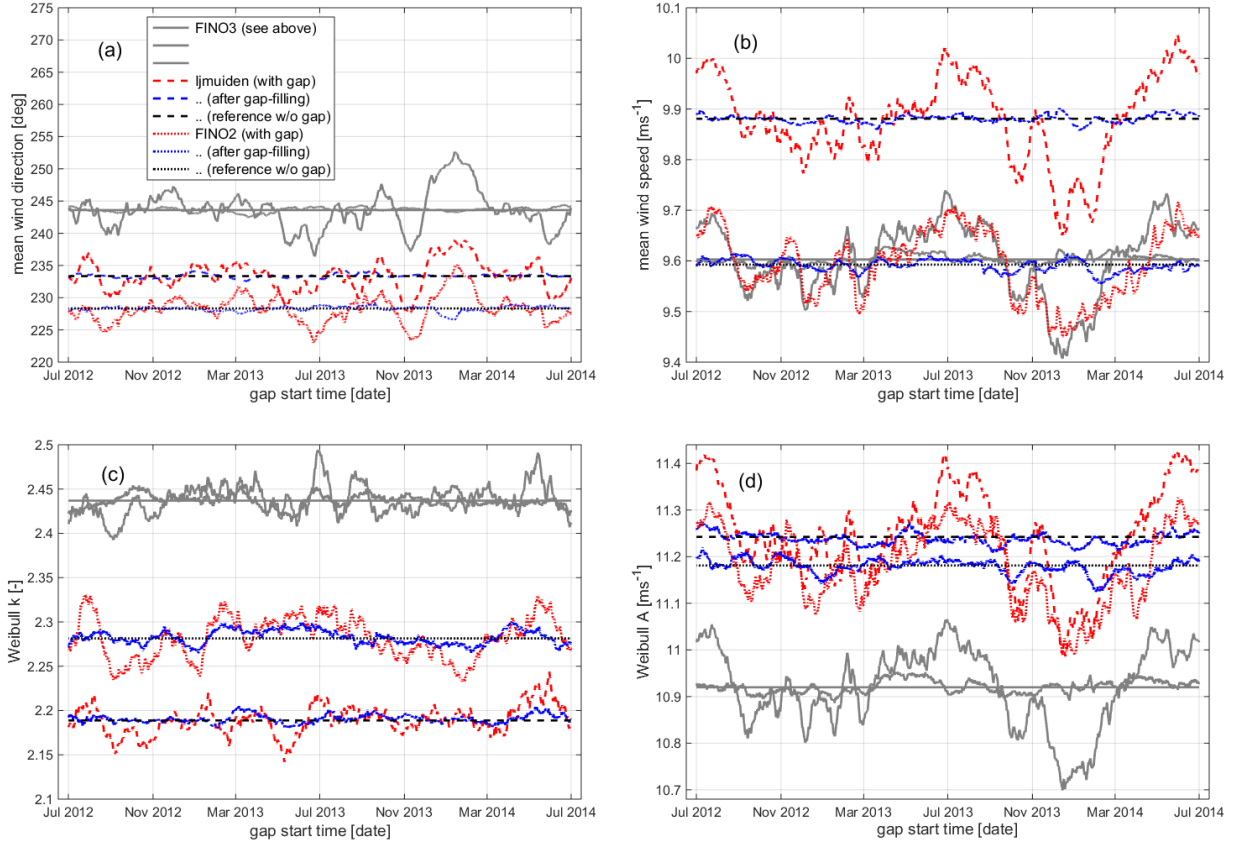 (a)
FINO3 (see above)
Ijmuiden (with gap)
.. (after gap-filling)
.. (reference w/o gap)
FINO2 (with gap)
.. (after gap-filling)
.. (reference w/o gap)
275
270
265
260
255
250
245
240
235
230
225
220
mean wind direction [deg]
Jul 2012
Nov 2012
Mar 2013
Jul 2013
Nov 2013
Mar 2014
Jul 2014
gap start time [date]
(b)
10.1
10
9.9
9.8
9.7
9.6
9.5
9.4
mean wind speed [ms⁻¹]
Jul 2012
Nov 2012
Mar 2013
Jul 2013
Nov 2013
Mar 2014
Jul 2014
gap start time [date]
(c)
2.5
2.45
2.4
2.35
2.3
2.25
2.2
2.15
2.1
Weibull k [-]
Jul 2012
Nov 2012
Mar 2013
Jul 2013
Nov 2013
Mar 2014
Jul 2014
gap start time [date]
(d)
11.4
11.3
11.2
11.1
11
10.9
10.8
10.7
Weibull A [ms⁻¹]
Jul 2012
Nov 2012
Mar 2013
Jul 2013
Nov 2013
Mar 2014
Jul 2014
gap start time [date]